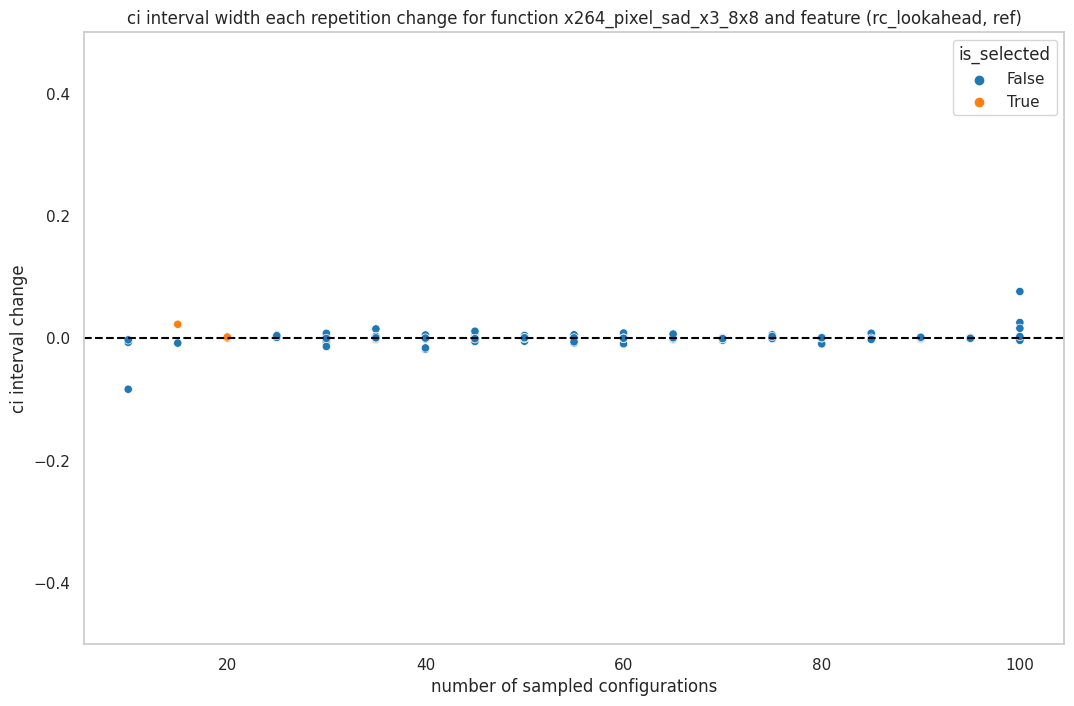 ci interval width each repetition change for function x264_pixel_sad_x3_8x8 and feature (rc_lookahead, ref)
is_selected
False
True
0.4
0.2
0.0
−0.2
−0.4
ci interval change
20 40 60 80 100
number of sampled configurations